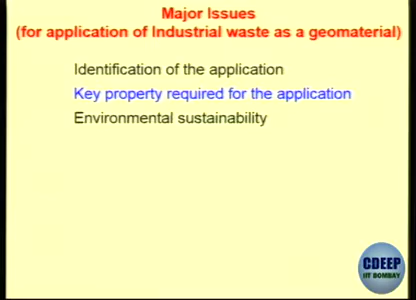 Major Issues
(for application of Industrial waste as a geomaterial)
Identification of the application
Key property required for the application
Environmental sustainability
CDEEP
IIT BOMBAY